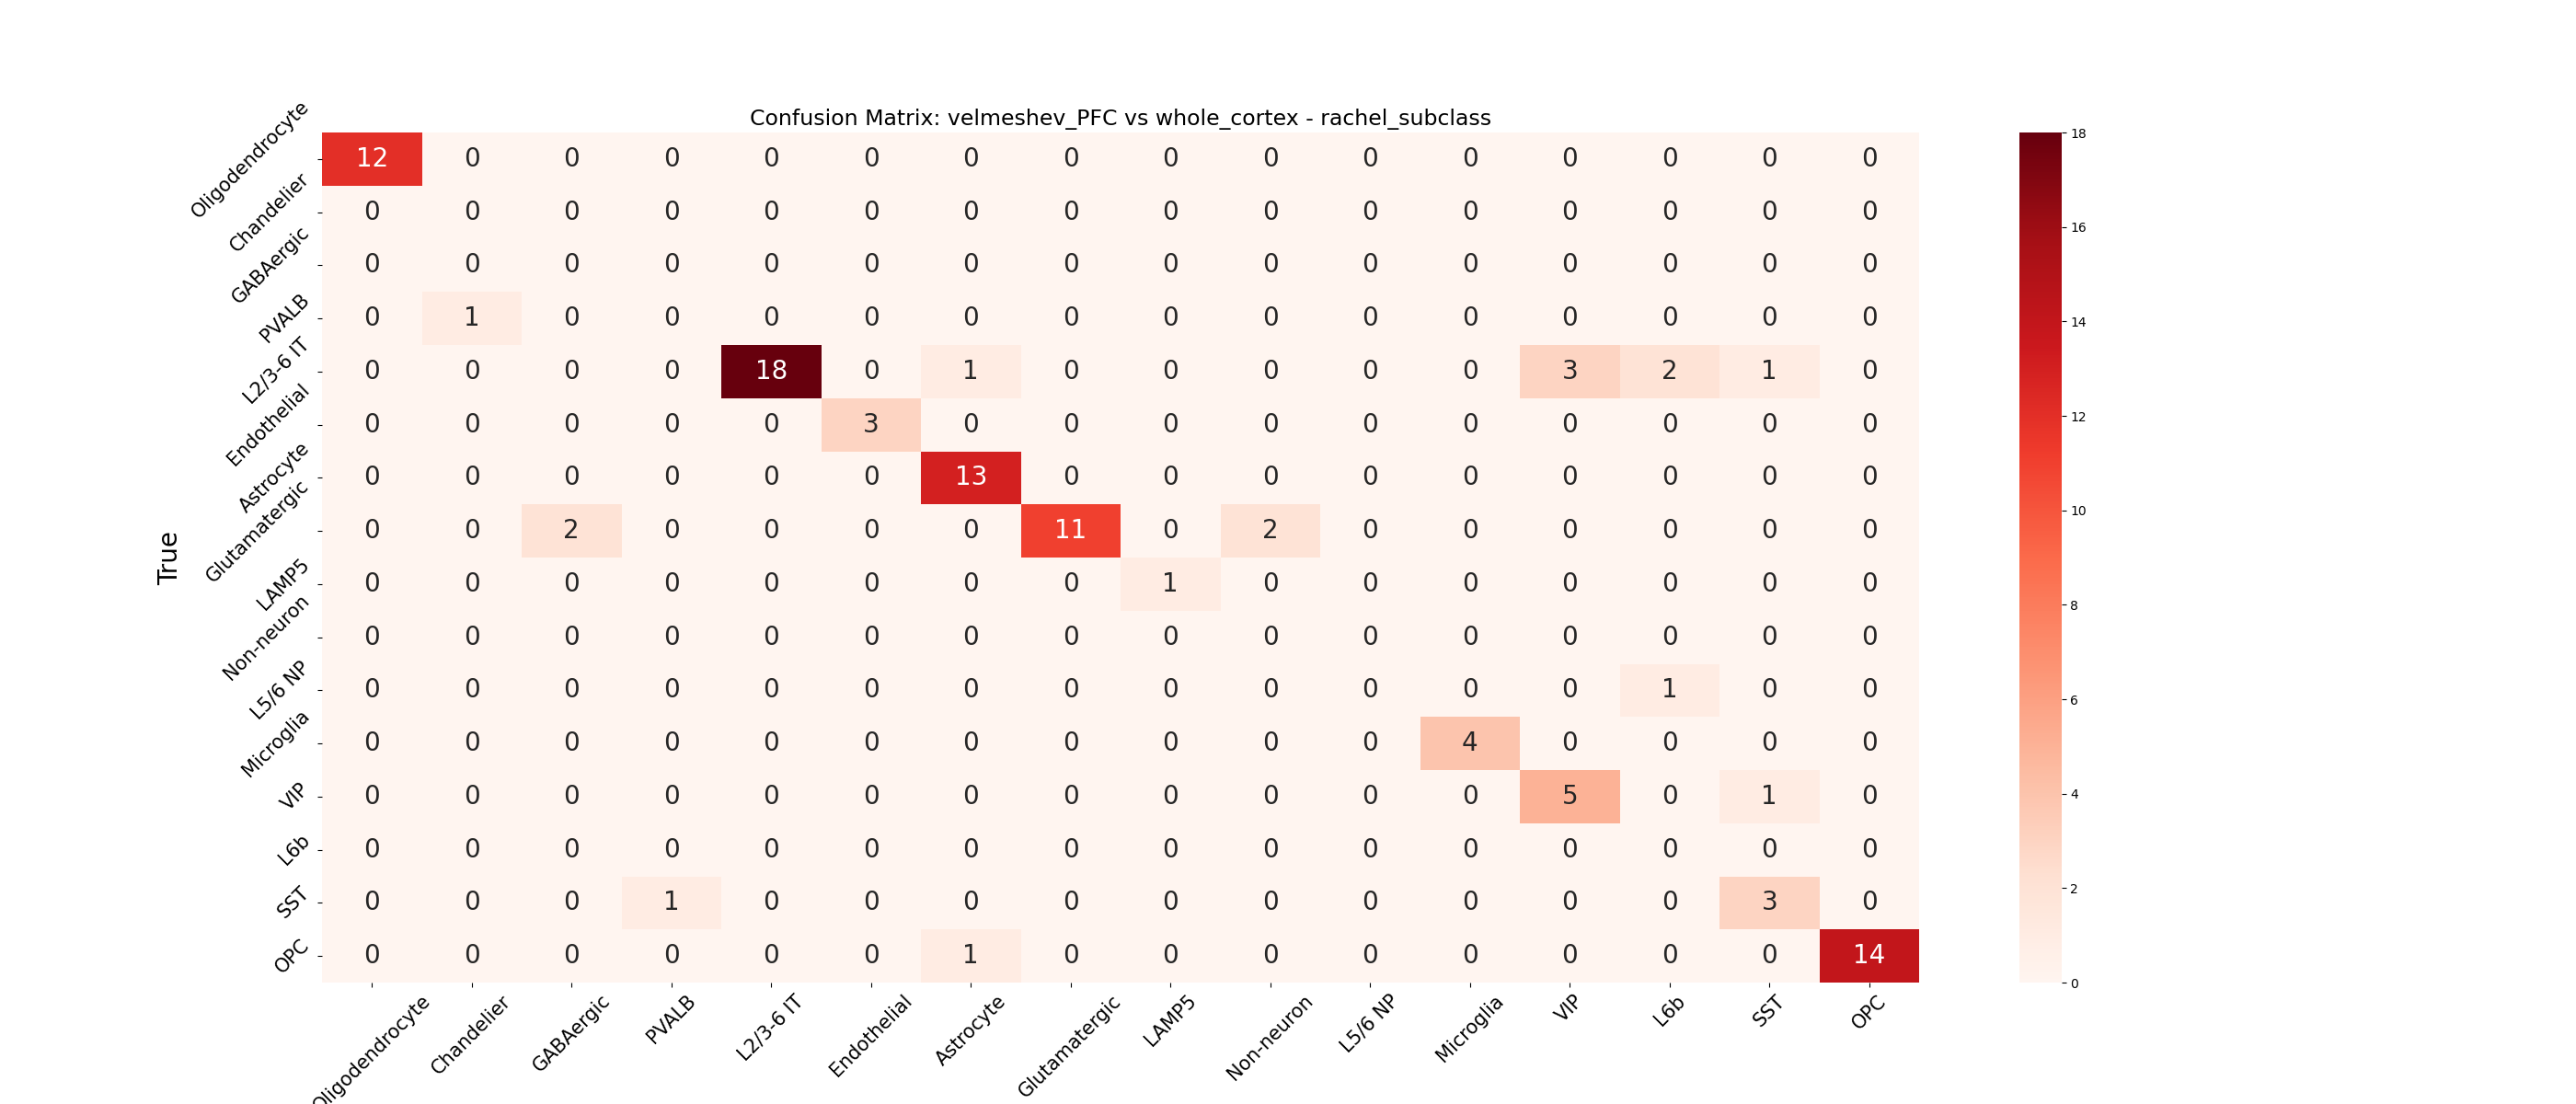 Confusion Matrix: velmeshev_PFC vs whole_cortex - rachel_subclass
True
Oligodendrocyte 12 0 0 0 0 0 0 0 0 0 0 0 0 0 0 0
Chandelier 0 0 0 0 0 0 0 0 0 0 0 0 0 0 0 0
GABAergic 0 0 0 0 0 0 0 0 0 0 0 0 0 0 0 0
PVALB 0 1 0 0 0 0 0 0 0 0 0 0 0 0 0 0
L2/3-6 IT 0 0 0 0 18 0 1 0 0 0 0 0 3 2 1 0
Endothelial 0 0 0 0 0 3 0 0 0 0 0 0 0 0 0 0
Astrocyte 0 0 0 0 0 0 13 0 0 0 0 0 0 0 0 0
Glutamatergic 0 0 2 0 0 0 0 11 0 2 0 0 0 0 0 0
LAMP5 0 0 0 0 0 0 0 0 1 0 0 0 0 0 0 0
Non-neuron 0 0 0 0 0 0 0 0 0 0 0 0 0 0 0 0
L5/6 NP 0 0 0 0 0 0 0 0 0 0 0 0 0 1 0 0
Microglia 0 0 0 0 0 0 0 0 0 0 0 4 0 0 0 0
VIP 0 0 0 0 0 0 0 0 0 0 0 0 5 0 1 0
L6b 0 0 0 0 0 0 0 0 0 0 0 0 0 0 0 0
SST 0 0 0 1 0 0 0 0 0 0 0 0 0 0 3 0
OPC 0 0 0 0 0 0 1 0 0 0 0 0 0 0 0 14
Oligodendrocyte Chandelier GABAergic PVALB L2/3-6 IT Endothelial Astrocyte Glutamatergic LAMP5 Non-neuron L5/6 NP Microglia VIP L6b SST OPC
18
16
14
12
10
8
6
4
2
0